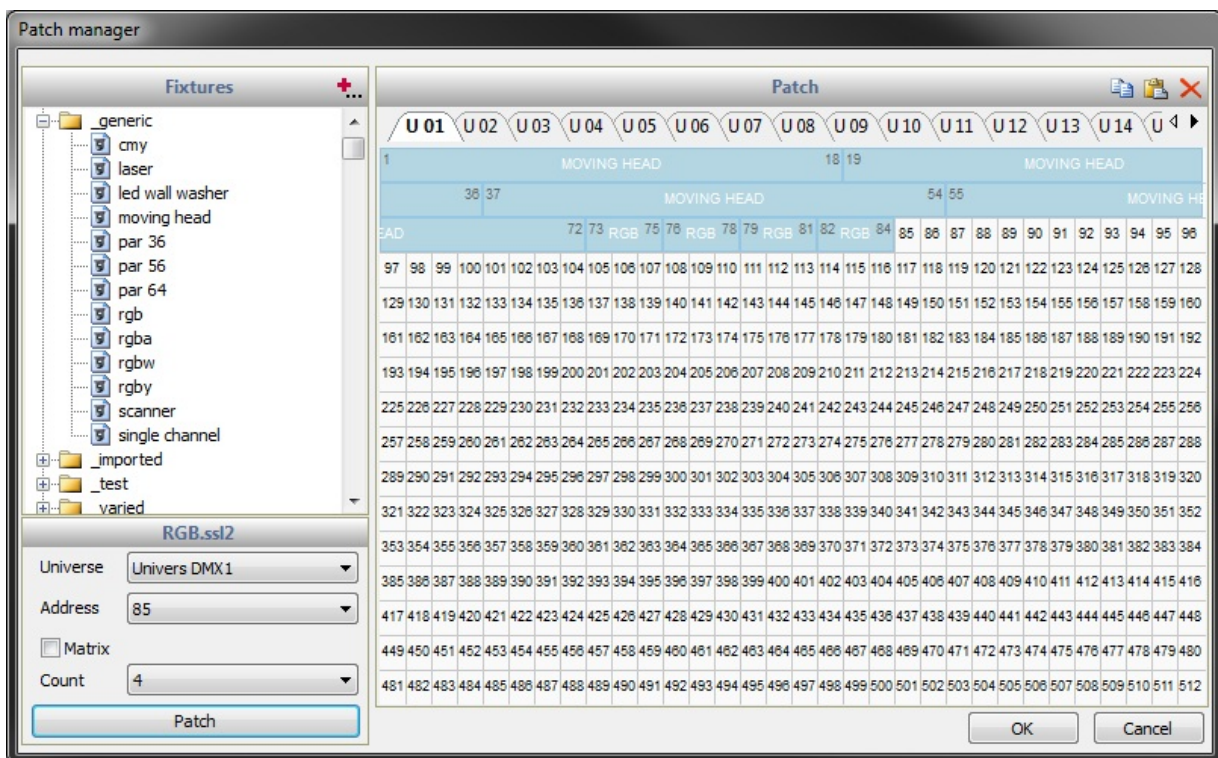 Patch manager
Fixtures
_generic
cmy
laser
led wall washer
moving head
par 36
par 56
par 64
rgb
rgba
rgbw
rgby
scanner
single channel
_imported
_test
_varied
RGB.ssl2
Universe Univers DMX1
Address 85
Matrix
Count 4
Patch
Patch
U 01 U 02 U 03 U 04 U 05 U 06 U 07 U 08 U 09 U 10 U 11 U 12 U 13 U 14 U
1 MOVING HEAD 18 19 MOVING HEAD
36 37 MOVING HEAD 54 55 MOVING HE
EAD 72 73 RGB 75 76 RGB 78 79 RGB 81 82 RGB 84 85 86 87 88 89 90 91 92 93 94 95 96
97 98 99 100 101 102 103 104 105 106 107 108 109 110 111 112 113 114 115 116 117 118 119 120 121 122 123 124 125 126 127 128
129 130 131 132 133 134 135 136 137 138 139 140 141 142 143 144 145 146 147 148 149 150 151 152 153 154 155 156 157 158 159 160
161 162 163 164 165 166 167 168 169 170 171 172 173 174 175 176 177 178 179 180 181 182 183 184 185 186 187 188 189 190 191 192
193 194 195 196 197 198 199 200 201 202 203 204 205 206 207 208 209 210 211 212 213 214 215 216 217 218 219 220 221 222 223 224
225 226 227 228 229 230 231 232 233 234 235 236 237 238 239 240 241 242 243 244 245 246 247 248 249 250 251 252 253 254 255 256
257 258 259 260 261 262 263 264 265 266 267 268 269 270 271 272 273 274 275 276 277 278 279 280 281 282 283 284 285 286 287 288
289 290 291 292 293 294 295 296 297 298 299 300 301 302 303 304 305 306 307 308 309 310 311 312 313 314 315 316 317 318 319 320
321 322 323 324 325 326 327 328 329 330 331 332 333 334 335 336 337 338 339 340 341 342 343 344 345 346 347 348 349 350 351 352
353 354 355 356 357 358 359 360 361 362 363 364 365 366 367 368 369 370 371 372 373 374 375 376 377 378 379 380 381 382 383 384
385 386 387 388 389 390 391 392 393 394 395 396 397 398 399 400 401 402 403 404 405 406 407 408 409 410 411 412 413 414 415 416
417 418 419 420 421 422 423 424 425 426 427 428 429 430 431 432 433 434 435 436 437 438 439 440 441 442 443 444 445 446 447 448
449 450 451 452 453 454 455 456 457 458 459 460 461 462 463 464 465 466 467 468 469 470 471 472 473 474 475 476 477 478 479 480
481 482 483 484 485 486 487 488 489 490 491 492 493 494 495 496 497 498 499 500 501 502 503 504 505 506 507 508 509 510 511 512
OK Cancel